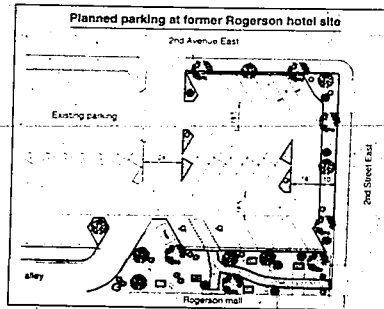 Planned parking at former Rogerson hotel site
2nd Avenue East
Existing parking
2nd Street East
alley
Rogerson mall